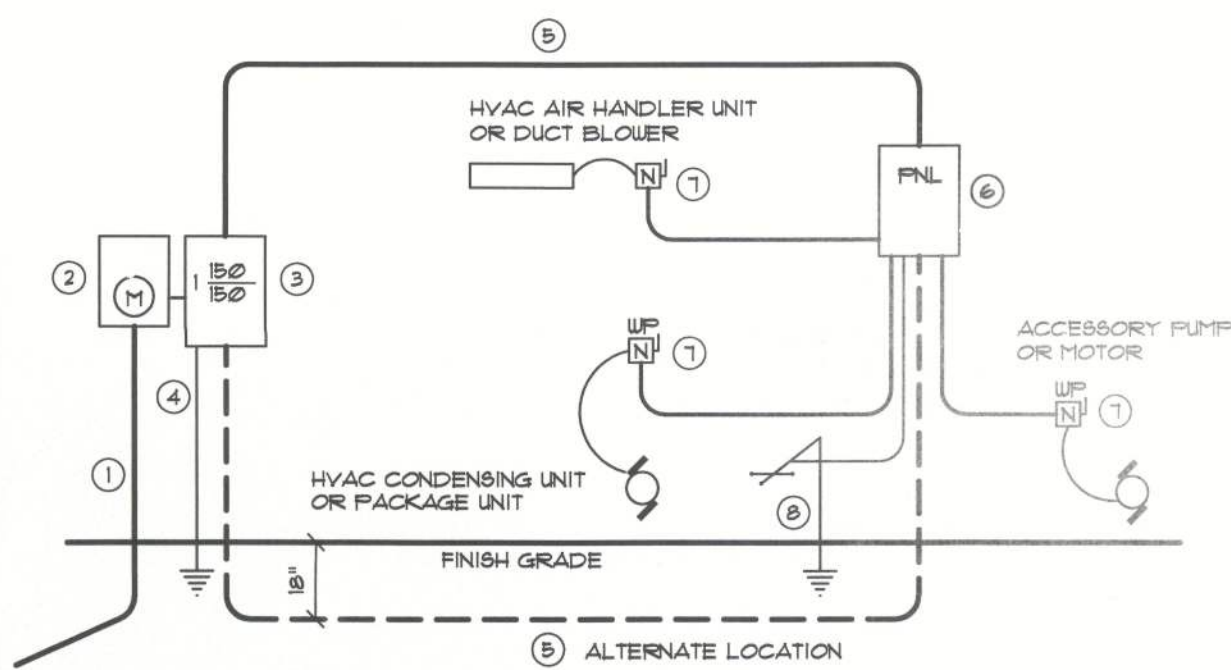 5
HVAC AIR HANDLER UNIT
OR DUCT BLOWER
N
7
PNL
6
2
M
1 150
150
3
WP
N
7
ACCESSORY PUMP
OR MOTOR
WP
N
7
4
1
HVAC CONDENSING UNIT
OR PACKAGE UNIT
8
FINISH GRADE
18"
5 ALTERNATE LOCATION